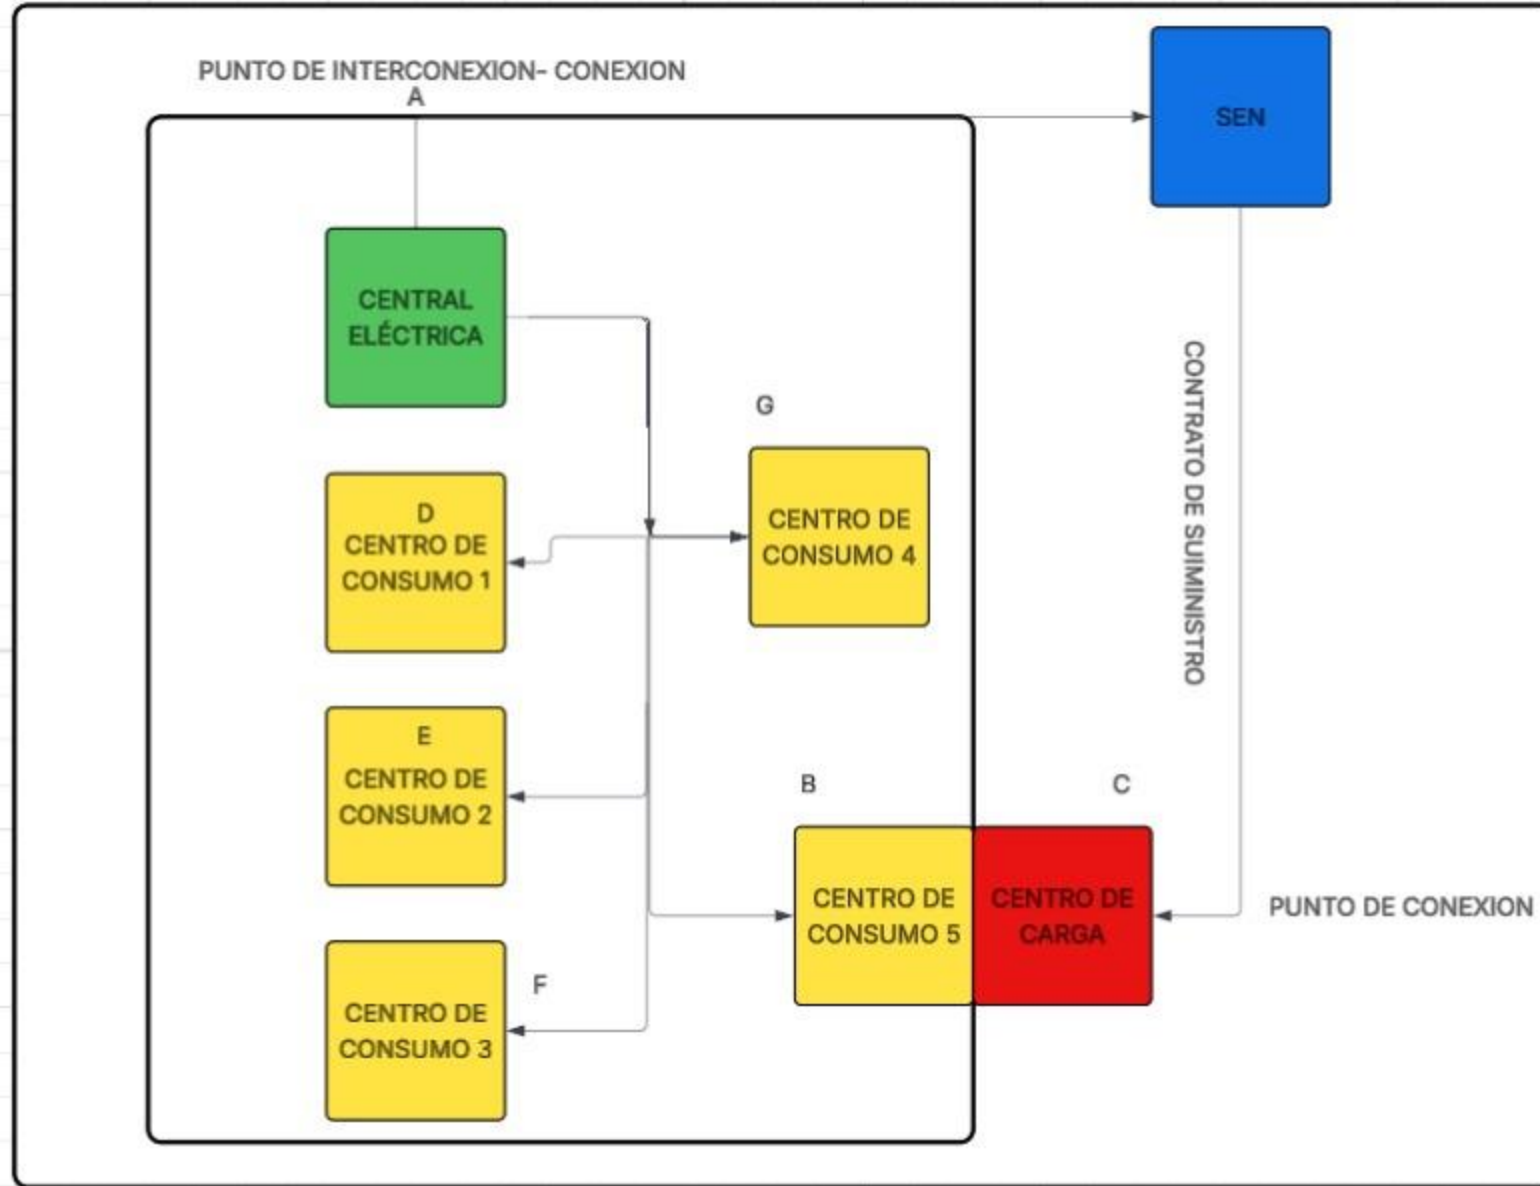 PUNTO DE INTERCONEXION- CONEXION
A
SEN
CENTRAL
ELÉCTRICA
G
CENTRO DE
CONSUMO 4
D
CENTRO DE
CONSUMO 1
CONTRATO DE SUIMINISTRO
E
CENTRO DE
CONSUMO 2
B
C
CENTRO DE
CONSUMO 5
CENTRO DE
CARGA
PUNTO DE CONEXION
F
CENTRO DE
CONSUMO 3